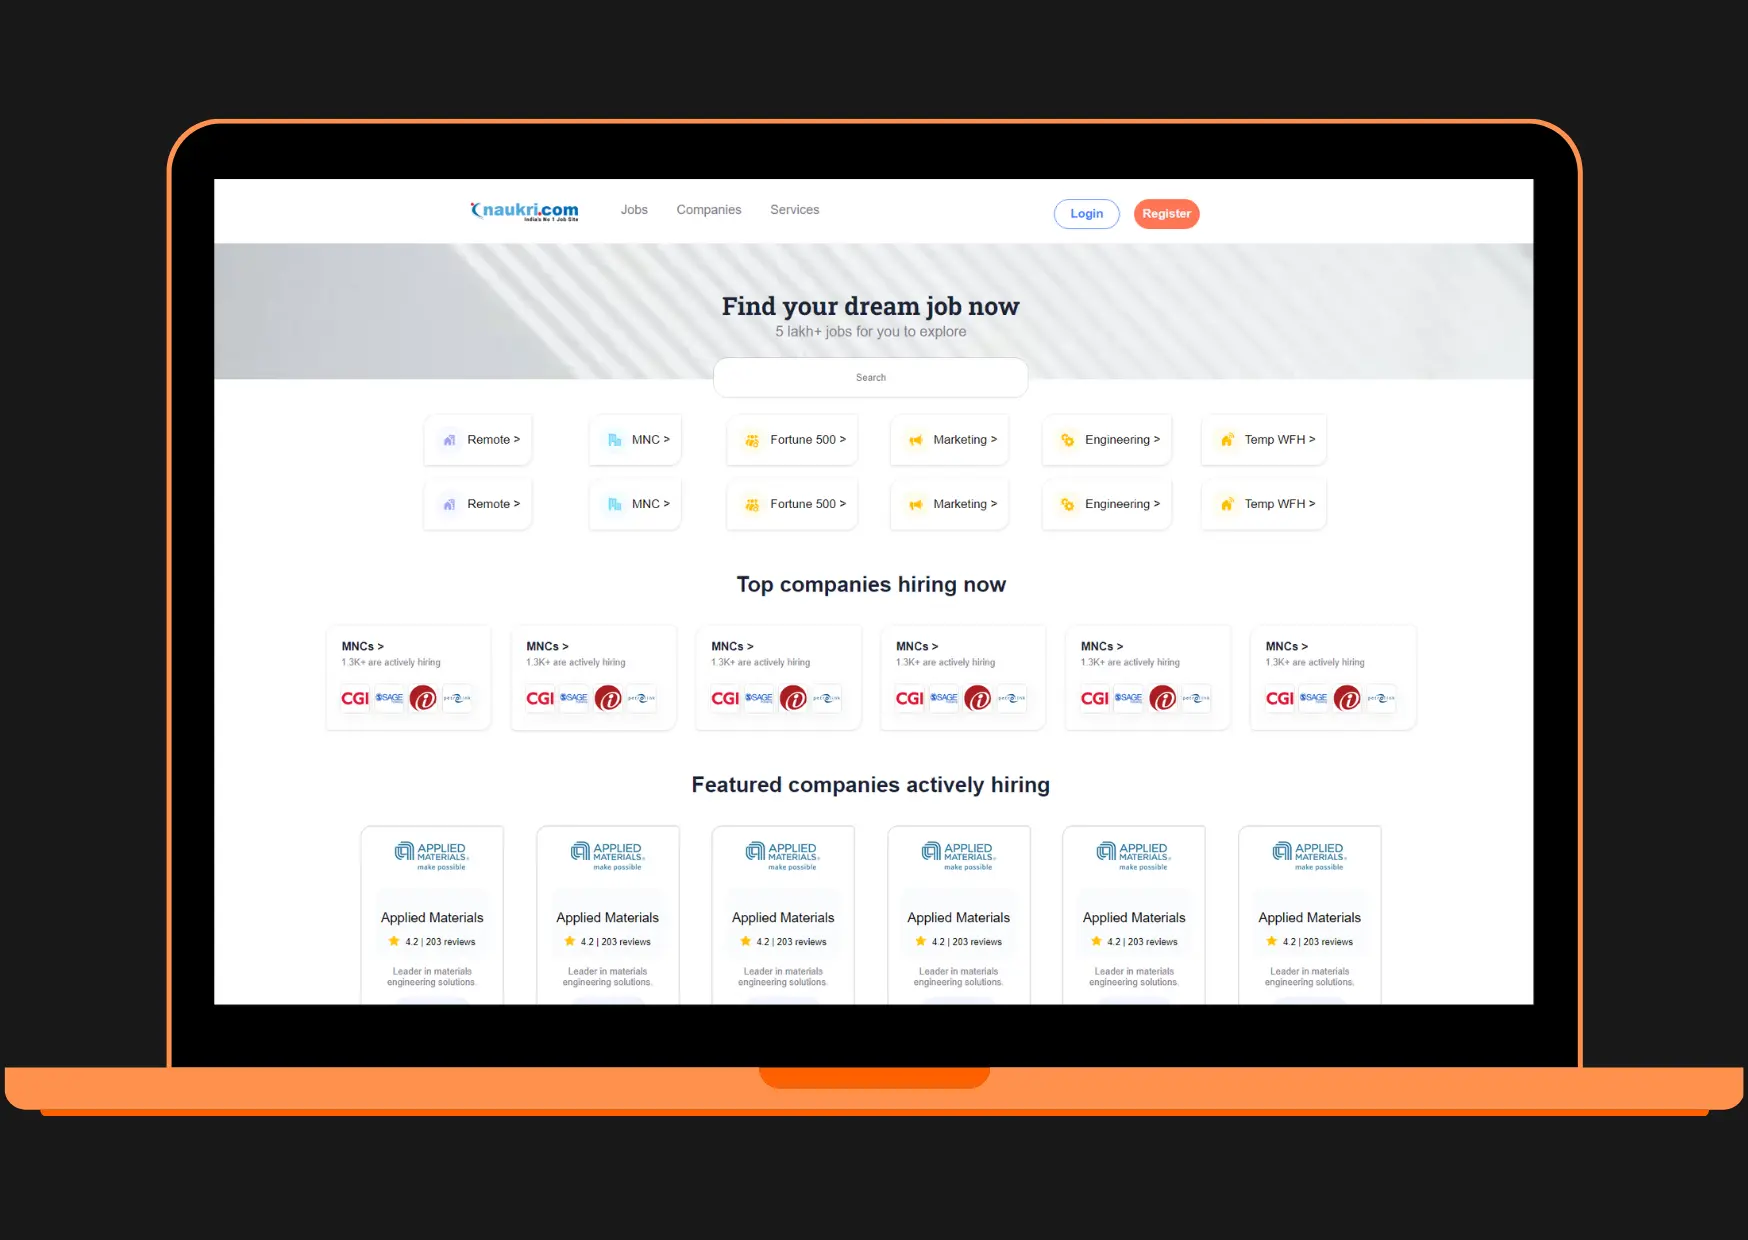 naukri.com
India's No 1 Job Site
Jobs Companies Services
Login Register
Find your dream job now
5 lakh+ jobs for you to explore
Search
Remote > MNC > Fortune 500 > Marketing > Engineering > Temp WFH >
Remote > MNC > Fortune 500 > Marketing > Engineering > Temp WFH >
Top companies hiring now
MNCs > MNCs > MNCs > MNCs > MNCs > MNCs >
1.3K+ are actively hiring 1.3K+ are actively hiring 1.3K+ are actively hiring 1.3K+ are actively hiring 1.3K+ are actively hiring 1.3K+ are actively hiring
CGI SAGE i CGI SAGE i CGI SAGE i CGI SAGE i CGI SAGE i CGI SAGE i
Featured companies actively hiring
APPLIED APPLIED APPLIED APPLIED APPLIED APPLIED
MATERIALS MATERIALS MATERIALS MATERIALS MATERIALS MATERIALS
make possible make possible make possible make possible make possible make possible
Applied Materials Applied Materials Applied Materials Applied Materials Applied Materials Applied Materials
4.2 | 203 reviews 4.2 | 203 reviews 4.2 | 203 reviews 4.2 | 203 reviews 4.2 | 203 reviews 4.2 | 203 reviews
Leader in materials Leader in materials Leader in materials Leader in materials Leader in materials Leader in materials
engineering solutions. engineering solutions. engineering solutions. engineering solutions. engineering solutions. engineering solutions.